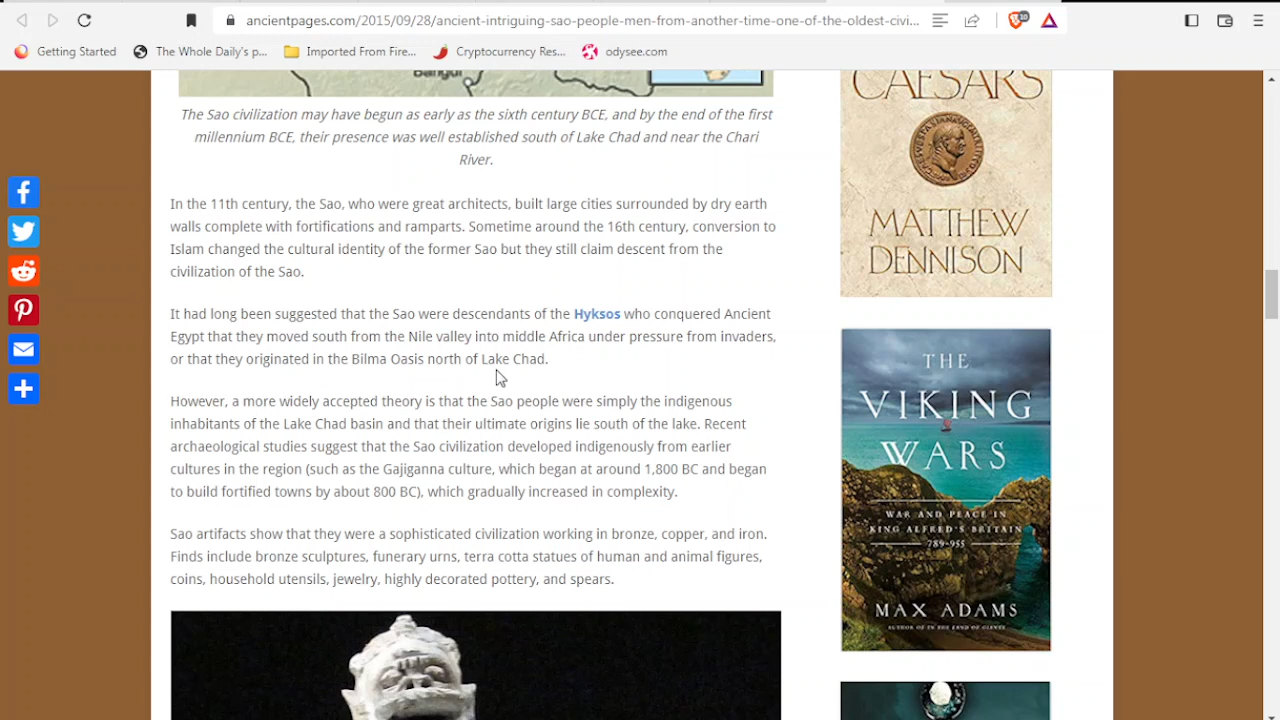 ancientpages.com/2015/09/28/ancient-intriguing-sao-people-men-from-another-time-one-of-the-oldest-civi...
10
Getting Started
The Whole Daily's p...
Imported From Fire...
Cryptocurrency Res...
odysee.com
Bangui
The Sao civilization may have begun as early as the sixth century BCE, and by the end of the first
millennium BCE, their presence was well established south of Lake Chad and near the Chari
River.
In the 11th century, the Sao, who were great architects, built large cities surrounded by dry earth
walls complete with fortifications and ramparts. Sometime around the 16th century, conversion to
Islam changed the cultural identity of the former Sao but they still claim descent from the
civilization of the Sao.
It had long been suggested that the Sao were descendants of the Hyksos who conquered Ancient
Egypt that they moved south from the Nile valley into middle Africa under pressure from invaders,
or that they originated in the Bilma Oasis north of Lake Chad.
However, a more widely accepted theory is that the Sao people were simply the indigenous
inhabitants of the Lake Chad basin and that their ultimate origins lie south of the lake. Recent
archaeological studies suggest that the Sao civilization developed indigenously from earlier
cultures in the region (such as the Gajiganna culture, which began at around 1,800 BC and began
to build fortified towns by about 800 BC), which gradually increased in complexity.
Sao artifacts show that they were a sophisticated civilization working in bronze, copper, and iron.
Finds include bronze sculptures, funerary urns, terra cotta statues of human and animal figures,
coins, household utensils, jewelry, highly decorated pottery, and spears.
CAESARS
MATTHEW
DENNISON
THE
VIKING
WARS
WAR AND PEACE IN
KING ALFRED'S BRITAIN
789-955
MAX ADAMS
AUTHOR OF IN THE LAND OF GIANTS